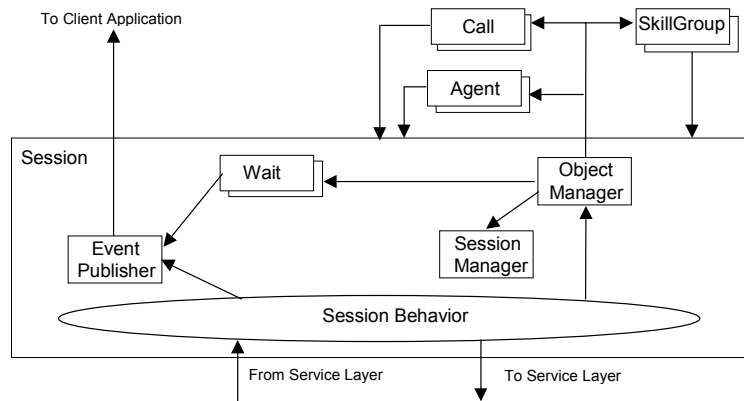 To Client Application
Call
SkillGroup
Agent
Session
Wait
Object
Manager
Event
Publisher
Session
Manager
Session Behavior
From Service Layer
To Service Layer